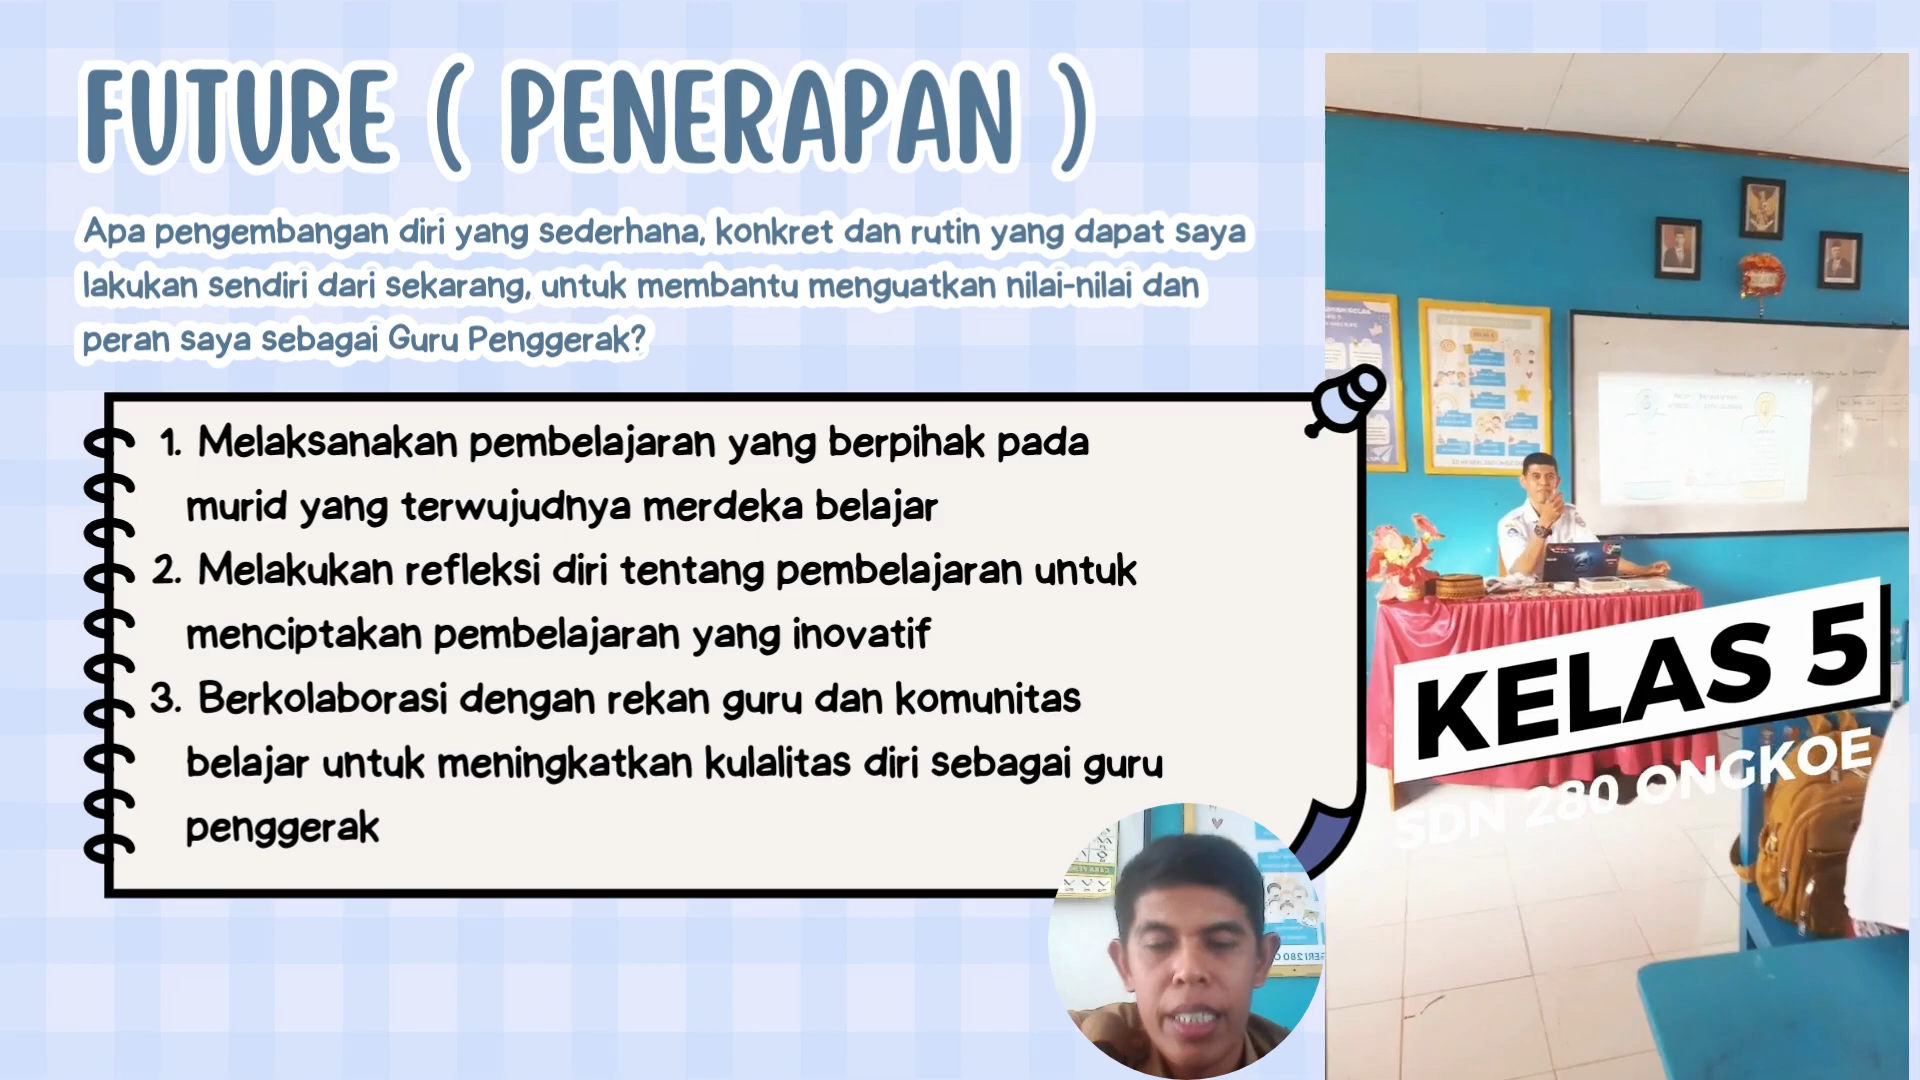 FUTURE ( PENERAPAN )
Apa pengembangan diri yang sederhana, konkret dan rutin yang dapat saya
lakukan sendiri dari sekarang, untuk membantu menguatkan nilai-nilai dan
peran saya sebagai Guru Penggerak?
1. Melaksanakan pembelajaran yang berpihak pada
murid yang terwujudnya merdeka belajar
2. Melakukan refleksi diri tentang pembelajaran untuk
menciptakan pembelajaran yang inovatif
3. Berkolaborasi dengan rekan guru dan komunitas
belajar untuk meningkatkan kulalitas diri sebagai guru
penggerak
KELAS 5
SDN 280 ONGKOE